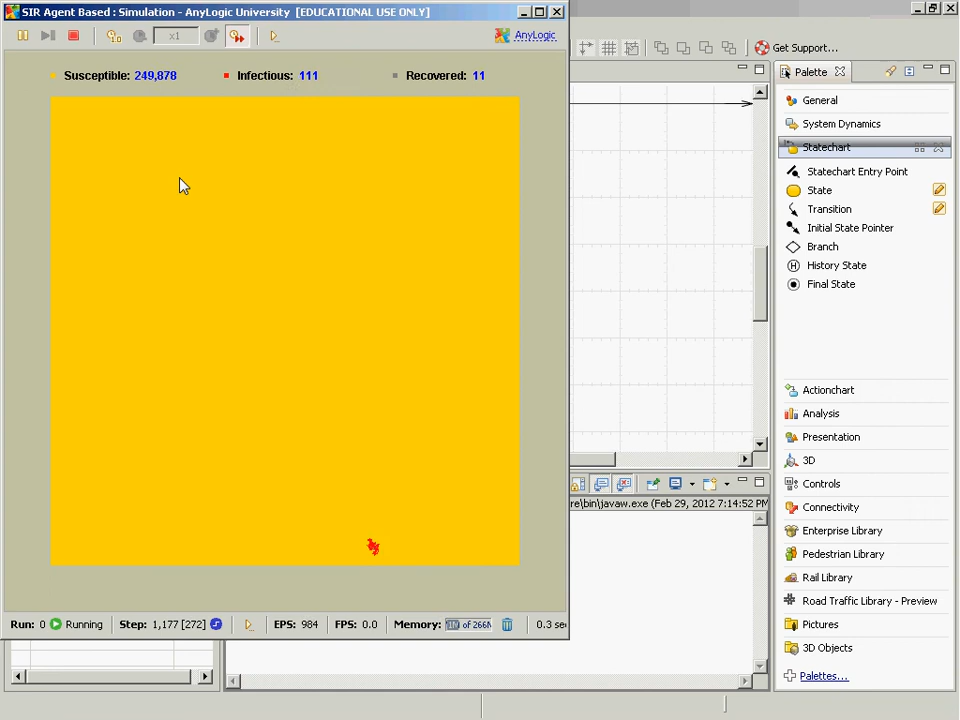 SIR Agent Based : Simulation - AnyLogic University [EDUCATIONAL USE ONLY]
x1
AnyLogic
Get Support...
Susceptible: 249,878
Infectious: 111
Recovered: 11
Palette
General
System Dynamics
Statechart
Statechart Entry Point
State
Transition
Initial State Pointer
Branch
History State
Final State
Actionchart
Analysis
Presentation
3D
Controls
Connectivity
Enterprise Library
Pedestrian Library
Rail Library
Road Traffic Library - Preview
Pictures
3D Objects
Palettes...
re\bin\javaw.exe (Feb 29, 2012 7:14:52 PM
Run: 0 Running Step: 1,177 [272] EPS: 984 FPS: 0.0 Memory: of 266M 0.3 sec